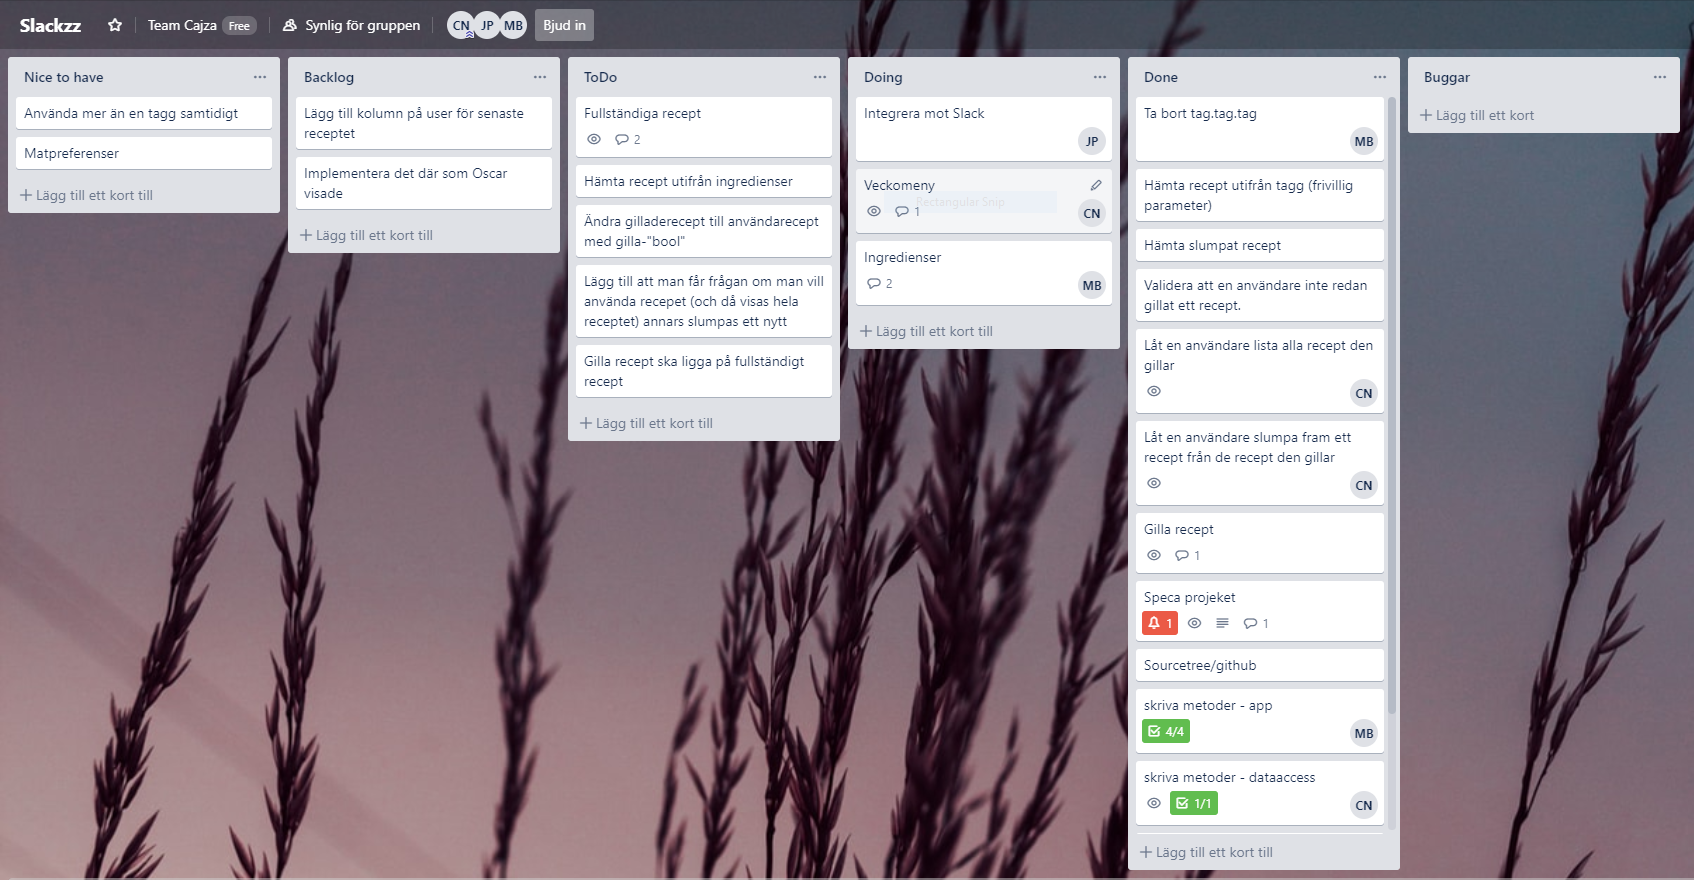 Slackzz
Team Cajza Free
Synlig för gruppen
CN JP MB
Bjud in
Nice to have
Använda mer än en tagg samtidigt
Matpreferenser
Lägg till ett kort till
Backlog
Lägg till kolumn på user för senaste
receptet
Implementera det där som Oscar
visade
Lägg till ett kort till
ToDo
Fullständiga recept
2
Hämta recept utifrån ingredienser
Ändra gilladerecept till användarecept
med gilla-"bool"
Lägg till att man får frågan om man vill
använda recepet (och då visas hela
receptet) annars slumpas ett nytt
Gilla recept ska ligga på fullständigt
recept
Lägg till ett kort till
Doing
Integrera mot Slack
JP
Veckomeny
Rectangular Snip
1
CN
Ingredienser
2
MB
Lägg till ett kort till
Done
Ta bort tag.tag.tag
MB
Hämta recept utifrån tagg (frivillig
parameter)
Hämta slumpat recept
Validera att en användare inte redan
gillat ett recept.
Låt en användare lista alla recept den
gillar
CN
Låt en användare slumpa fram ett
recept från de recept den gillar
CN
Gilla recept
1
Speca projeket
1 1
Sourcetree/github
skriva metoder - app
4/4
MB
skriva metoder - dataaccess
1/1
CN
Lägg till ett kort till
Buggar
Lägg till ett kort